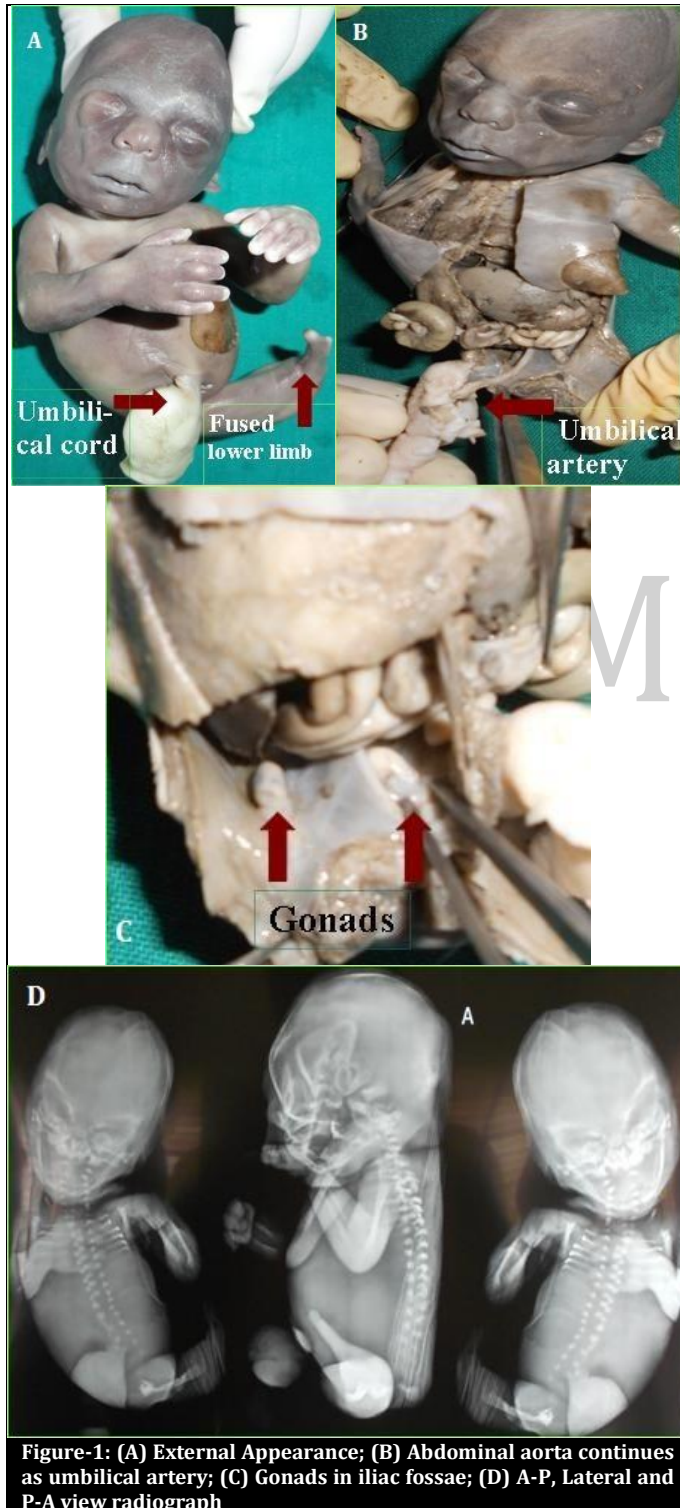 A
B
Umbili-
cal cord
Fused
lower limb
Umbilical
artery
M
Gonads
C
D
A
Figure-1: (A) External Appearance; (B) Abdominal aorta continues
as umbilical artery; (C) Gonads in iliac fossae; (D) A-P, Lateral and
P-A view radiograph